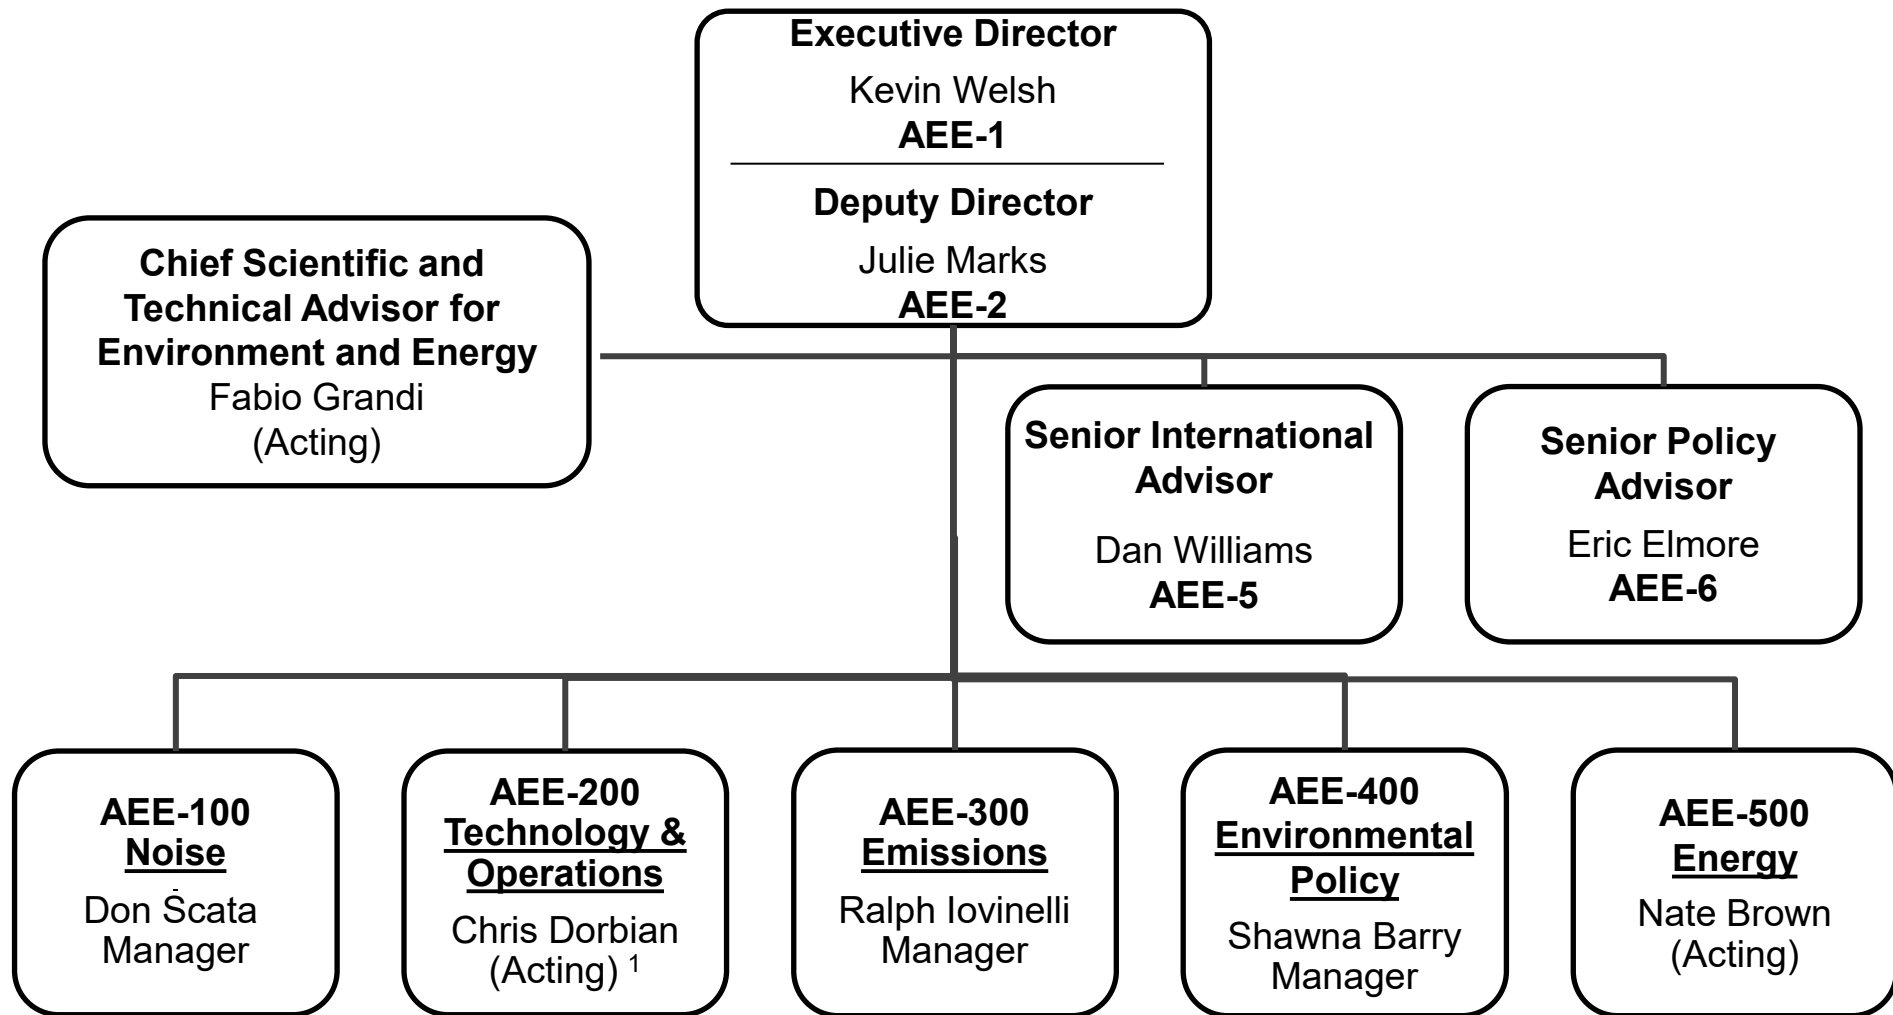 Executive Director
Kevin Welsh
AEE-1
Deputy Director
Julie Marks
AEE-2
Chief Scientific and
Technical Advisor for
Environment and Energy
Fabio Grandi
(Acting)
Senior International
Advisor
Dan Williams
AEE-5
Senior Policy
Advisor
Eric Elmore
AEE-6
AEE-100
Noise
Don Scata
Manager
AEE-200
Technology &
Operations
Chris Dorbian
(Acting) ¹
AEE-300
Emissions
Ralph Iovinelli
Manager
AEE-400
Environmental
Policy
Shawna Barry
Manager
AEE-500
Energy
Nate Brown
(Acting)